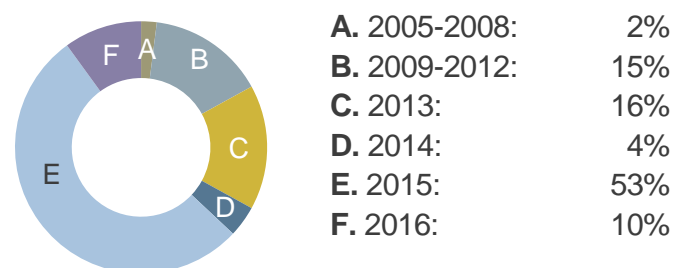 F
A
B
C
D
E
A. 2005-2008: 2%
B. 2009-2012: 15%
C. 2013: 16%
D. 2014: 4%
E. 2015: 53%
F. 2016: 10%